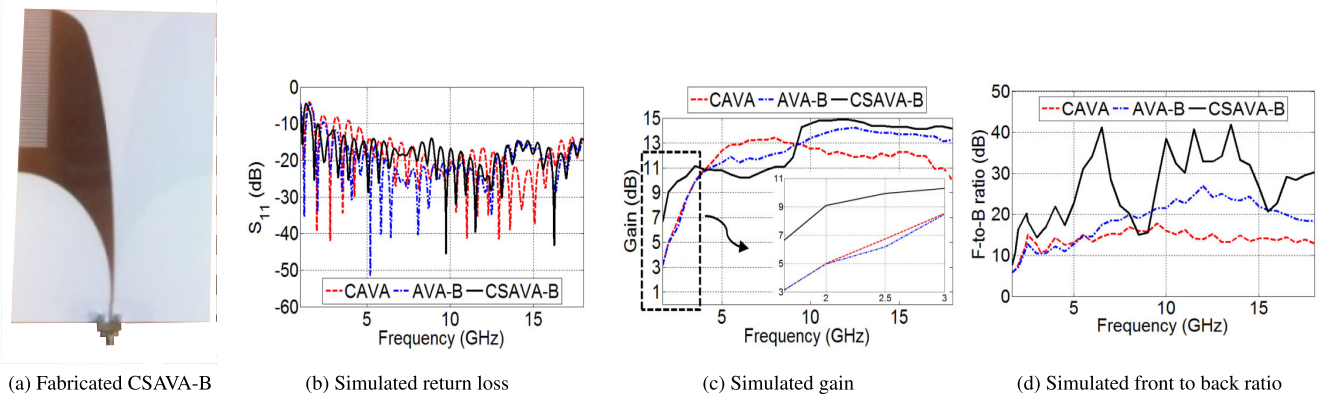 0
-10
-20
-30
-40
-50
-60
S11 (dB)
CAVA AVA-B CSAVA-B
5 10 15
Frequency (GHz)
CAVA AVA-B CSAVA-B
15
13
11
9
7
5
3
1
Gain (dB)
11
9
7
5
3
2 2.5 3
5 10 15
Frequency (GHz)
50
40
30
20
10
0
F-to-B ratio (dB)
CAVA AVA-B CSAVA-B
5 10 15
Frequency (GHz)
(a) Fabricated CSAVA-B
(b) Simulated return loss
(c) Simulated gain
(d) Simulated front to back ratio